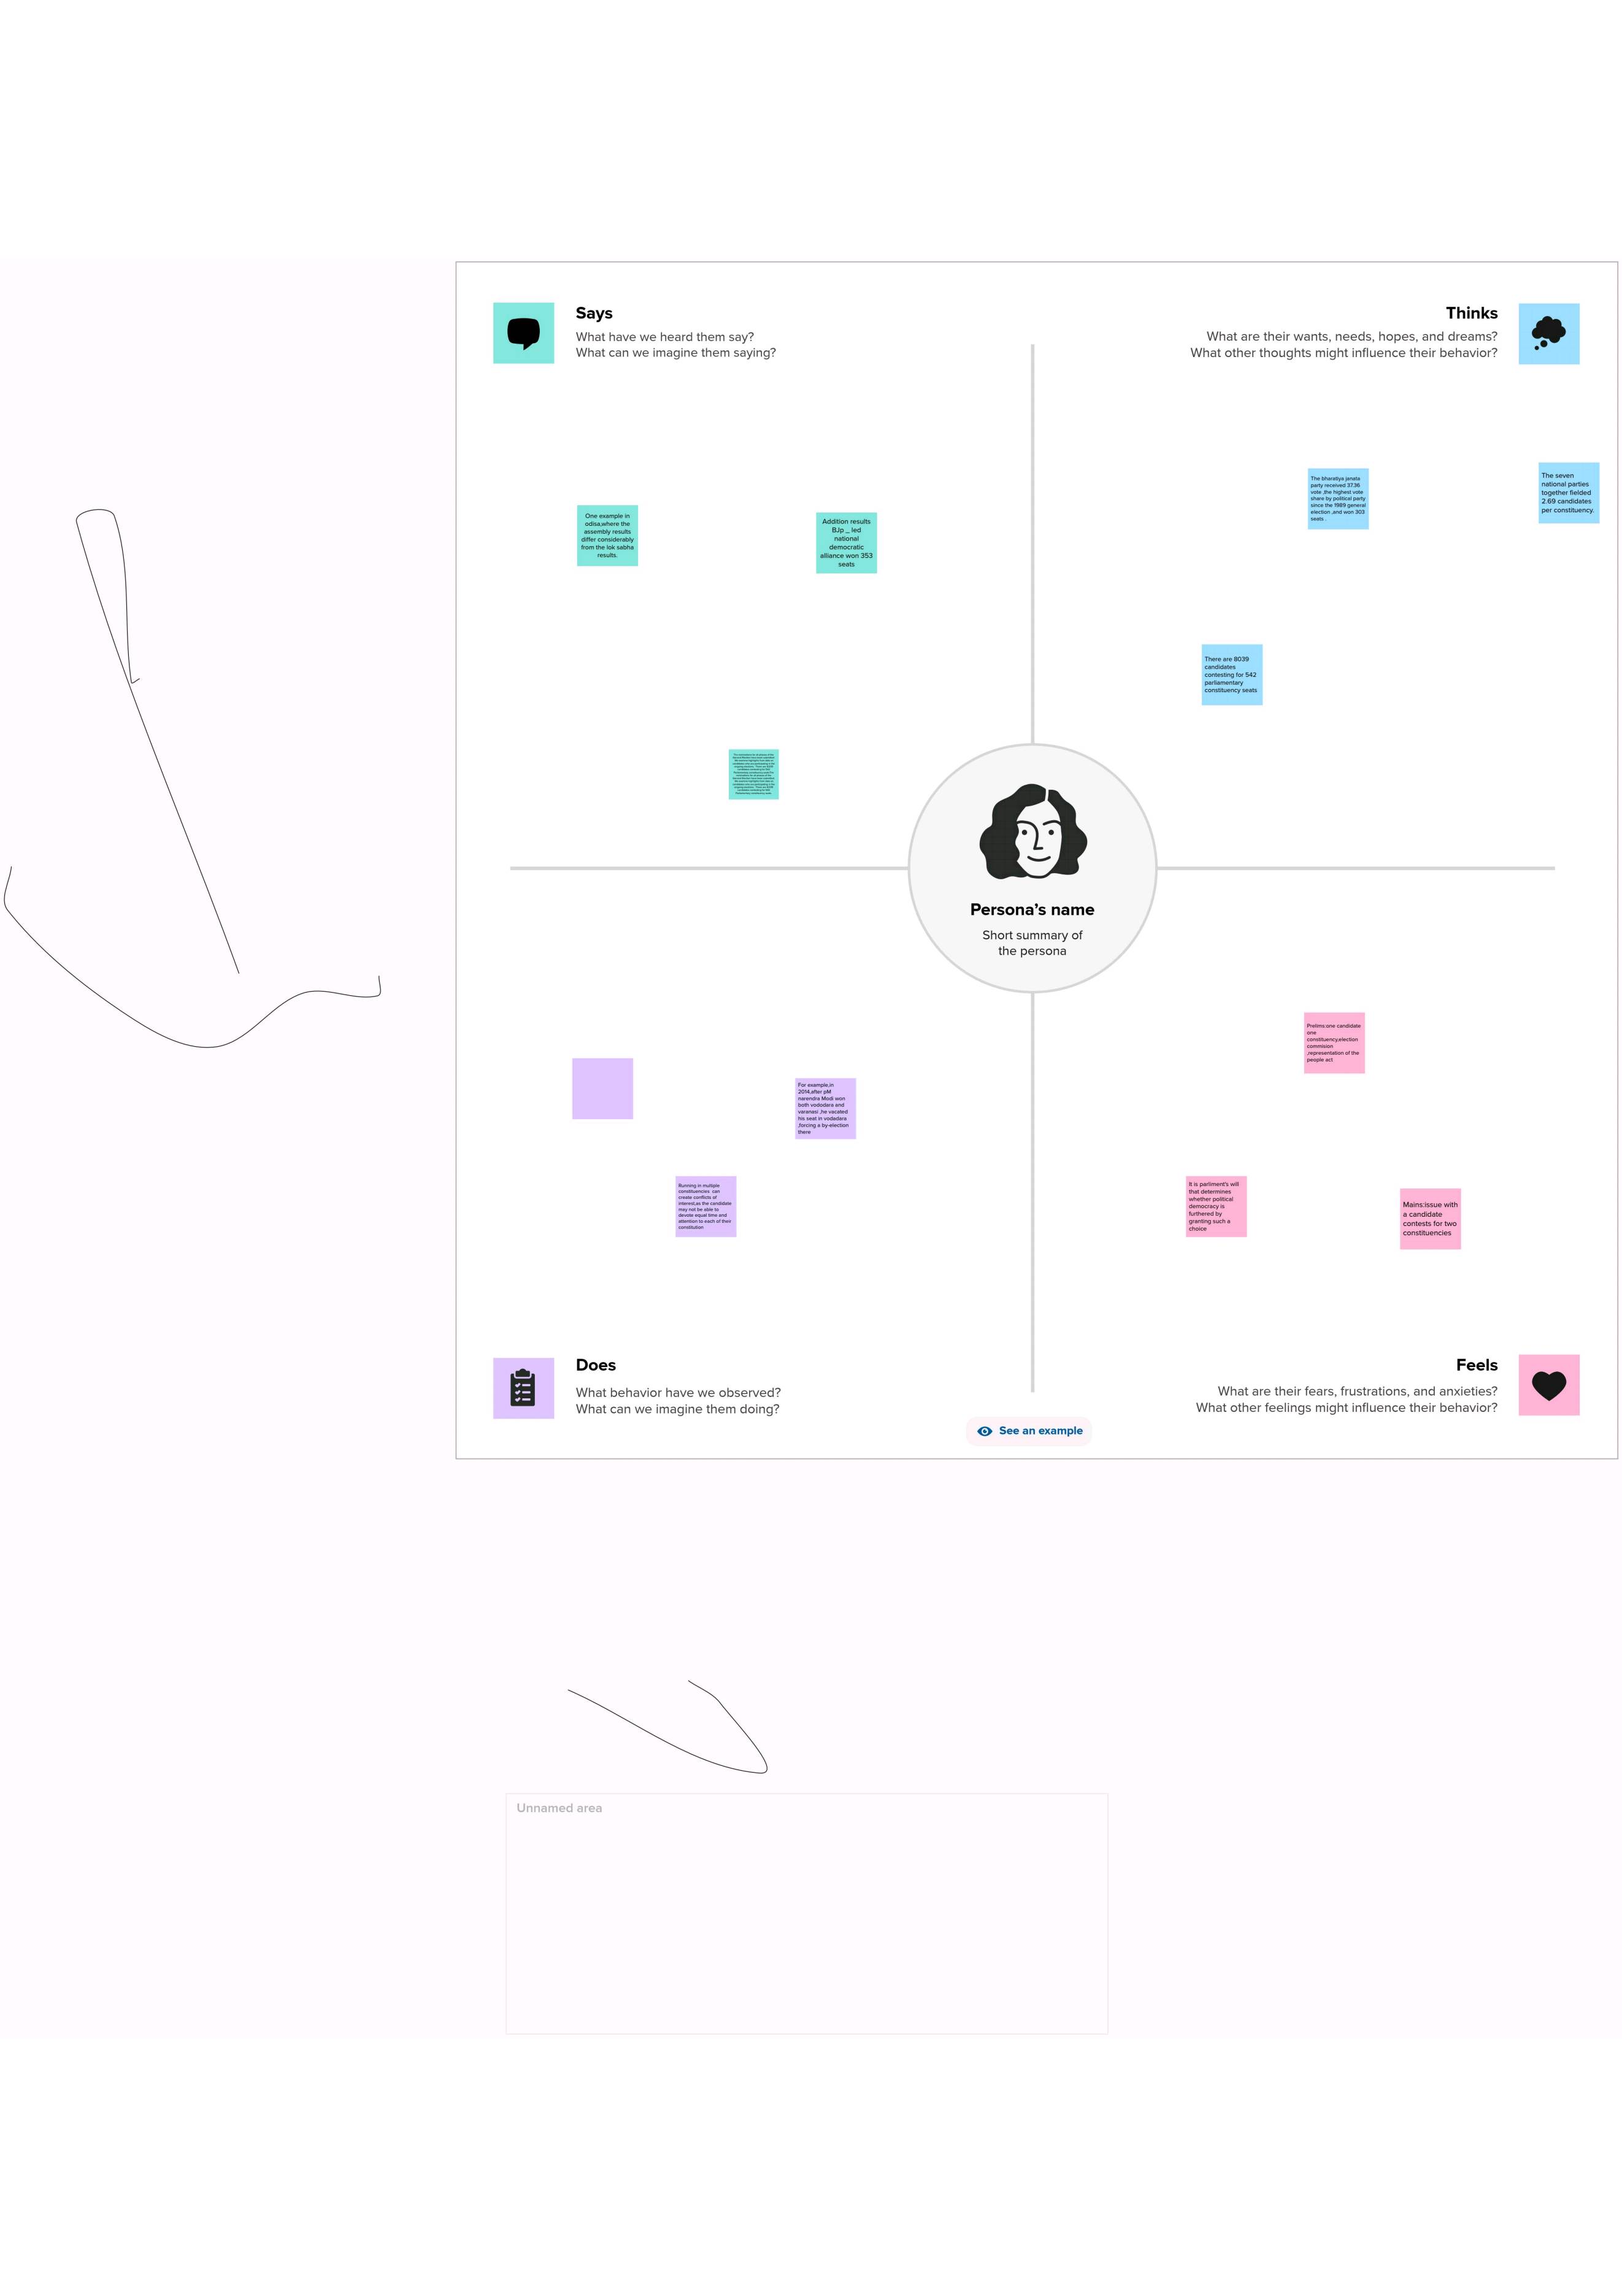 Says
What have we heard them say?
What can we imagine them saying?
Thinks
What are their wants, needs, hopes, and dreams?
What other thoughts might influence their behavior?
One example in
odisa,where the
assembly results
differ considerably
from the lok sabha
results.
Addition results
BJp _ led
national
democratic
alliance won 353
seats
The bharatiya janata
party received 37.36
vote ,the highest vote
share by political party
since the 1989 general
election ,and won 303
seats .
The seven
national parties
together fielded
2.69 candidates
per constituency.
There are 8039
candidates
contesting for 542
parliamentary
constituency seats
Persona's name
Short summary of
the persona
For example,in
2014,after pM
narendra Modi won
both vododara and
varanasi ,he vacated
his seat in vodadara
,forcing a by-election
there
Running in multiple
constituencies can
create conflicts of
interest,as the candidate
may not be able to
devote equal time and
attention to each of their
constitution
Prelims:one candidate
one
constituency,election
commision
,representation of the
people act
It is parliment's will
that determines
whether political
democracy is
furthered by
granting such a
choice
Mains:issue with
a candidate
contests for two
constituencies
Does
What behavior have we observed?
What can we imagine them doing?
Feels
What are their fears, frustrations, and anxieties?
What other feelings might influence their behavior?
See an example
Unnamed area